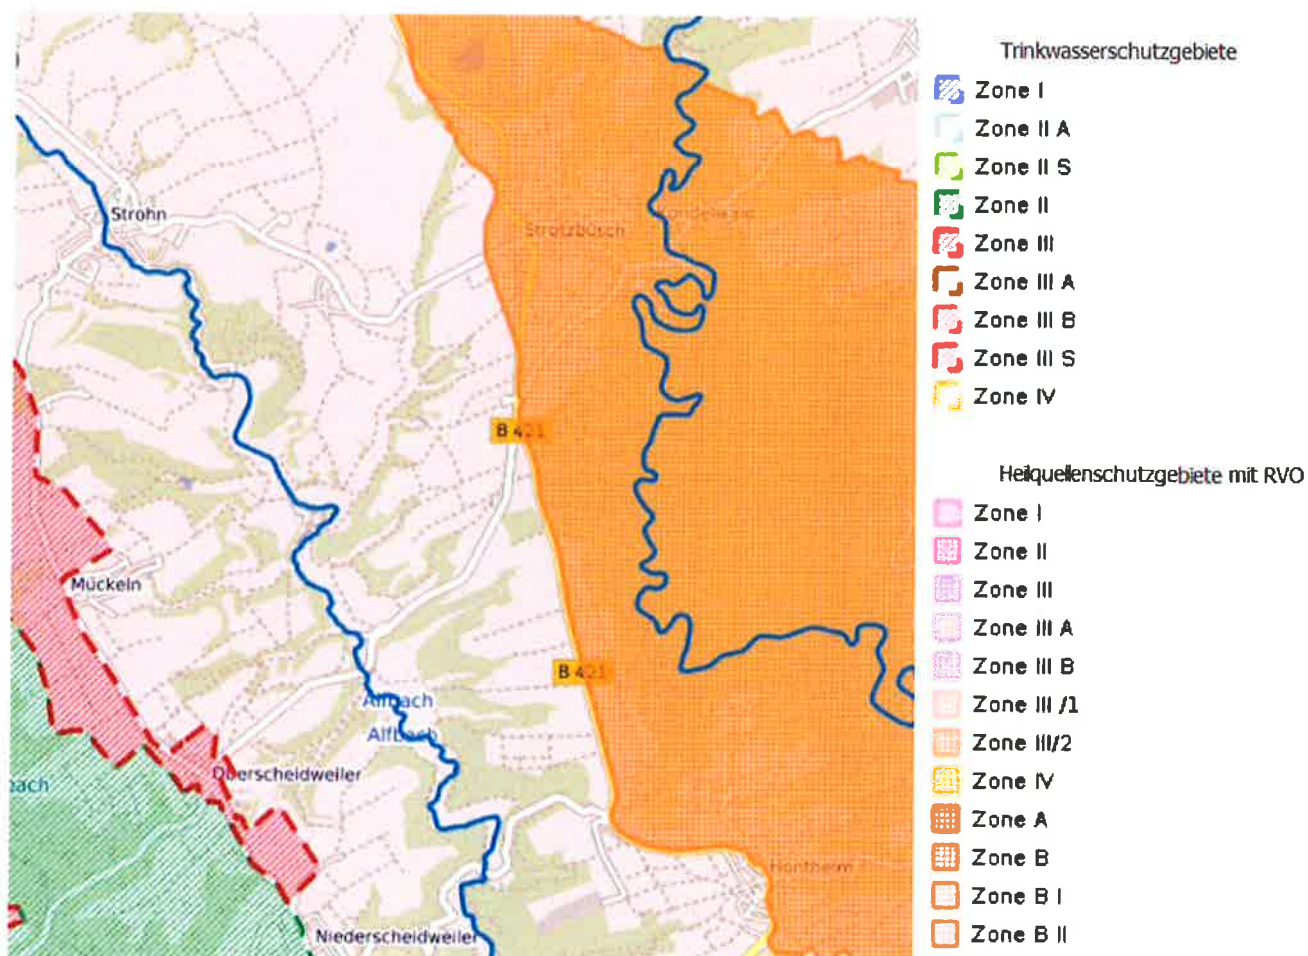 Strohn
Strotzbüsch
Kondelwald
B 421
Mückeln
B 421
Alfbach
Alfbach
Oberscheidweiler
bach
Hontheim
Niederscheidweiler
Trinkwasserschutzgebiete
Zone I
Zone II A
Zone II S
Zone II
Zone III
Zone III A
Zone III B
Zone III S
Zone IV
Heilquellenschutzgebiete mit RVO
Zone I
Zone II
Zone III
Zone III A
Zone III B
Zone III /1
Zone III/2
Zone IV
Zone A
Zone B
Zone B I
Zone B II